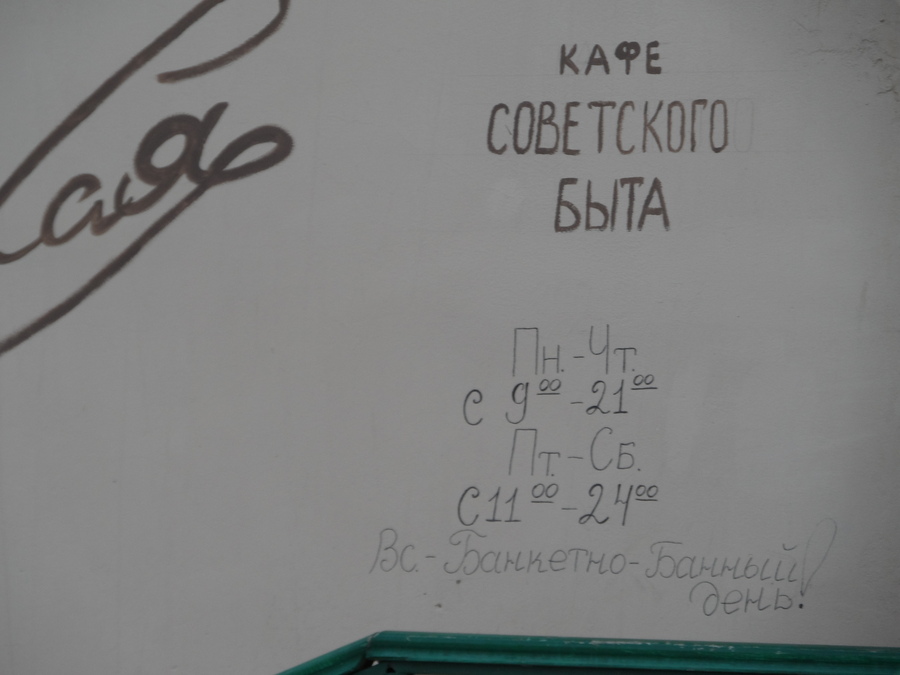 КАФЕ
СОВЕТСКОГО
БЫТА
Пн.-Чт.
С 9⁰⁰-21⁰⁰
Пт.-Сб.
С 11⁰⁰-24⁰⁰
Вс.-Банкетно-Банный
день!